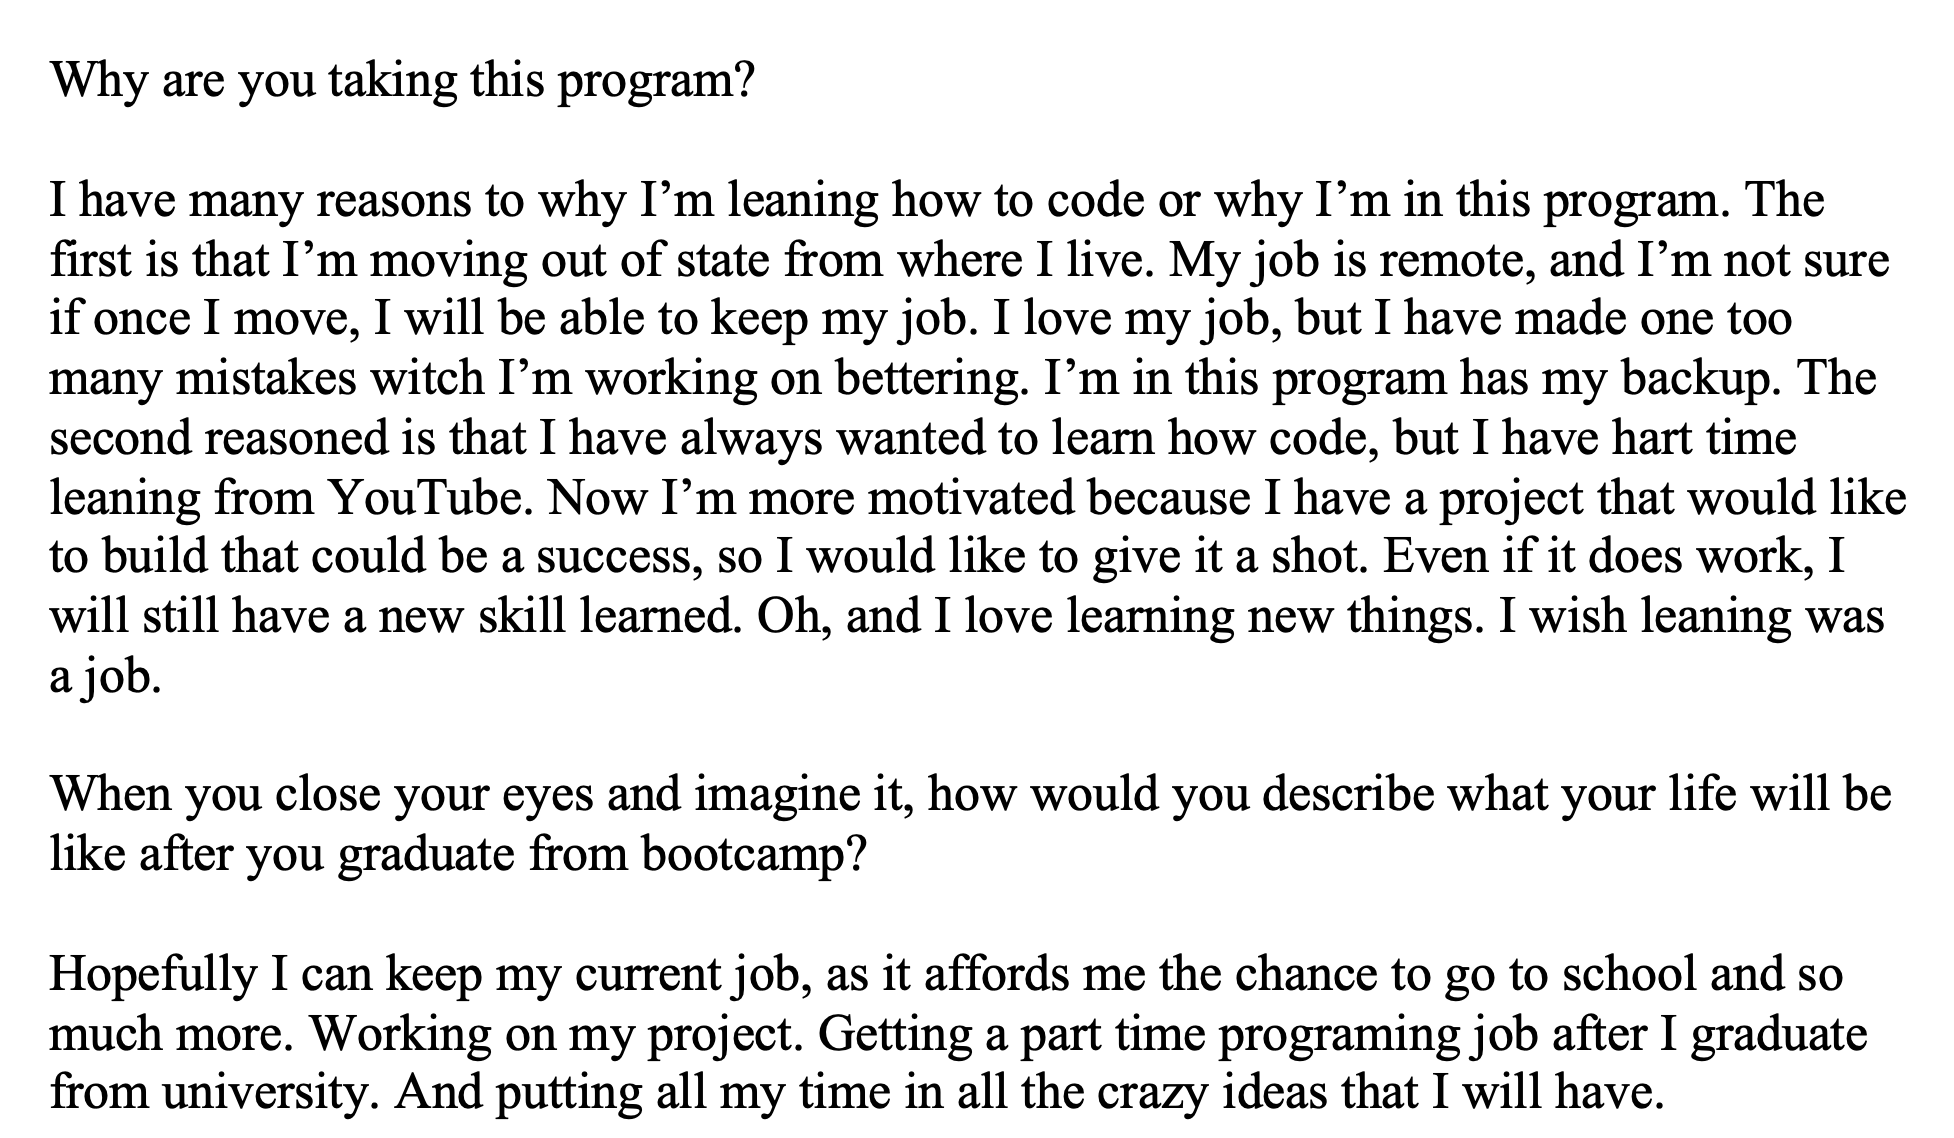 Why are you taking this program?
I have many reasons to why I’m leaning how to code or why I’m in this program. The
first is that I’m moving out of state from where I live. My job is remote, and I’m not sure
if once I move, I will be able to keep my job. I love my job, but I have made one too
many mistakes witch I’m working on bettering. I’m in this program has my backup. The
second reasoned is that I have always wanted to learn how code, but I have hart time
leaning from YouTube. Now I’m more motivated because I have a project that would like
to build that could be a success, so I would like to give it a shot. Even if it does work, I
will still have a new skill learned. Oh, and I love learning new things. I wish leaning was
a job.
When you close your eyes and imagine it, how would you describe what your life will be
like after you graduate from bootcamp?
Hopefully I can keep my current job, as it affords me the chance to go to school and so
much more. Working on my project. Getting a part time programing job after I graduate
from university. And putting all my time in all the crazy ideas that I will have.